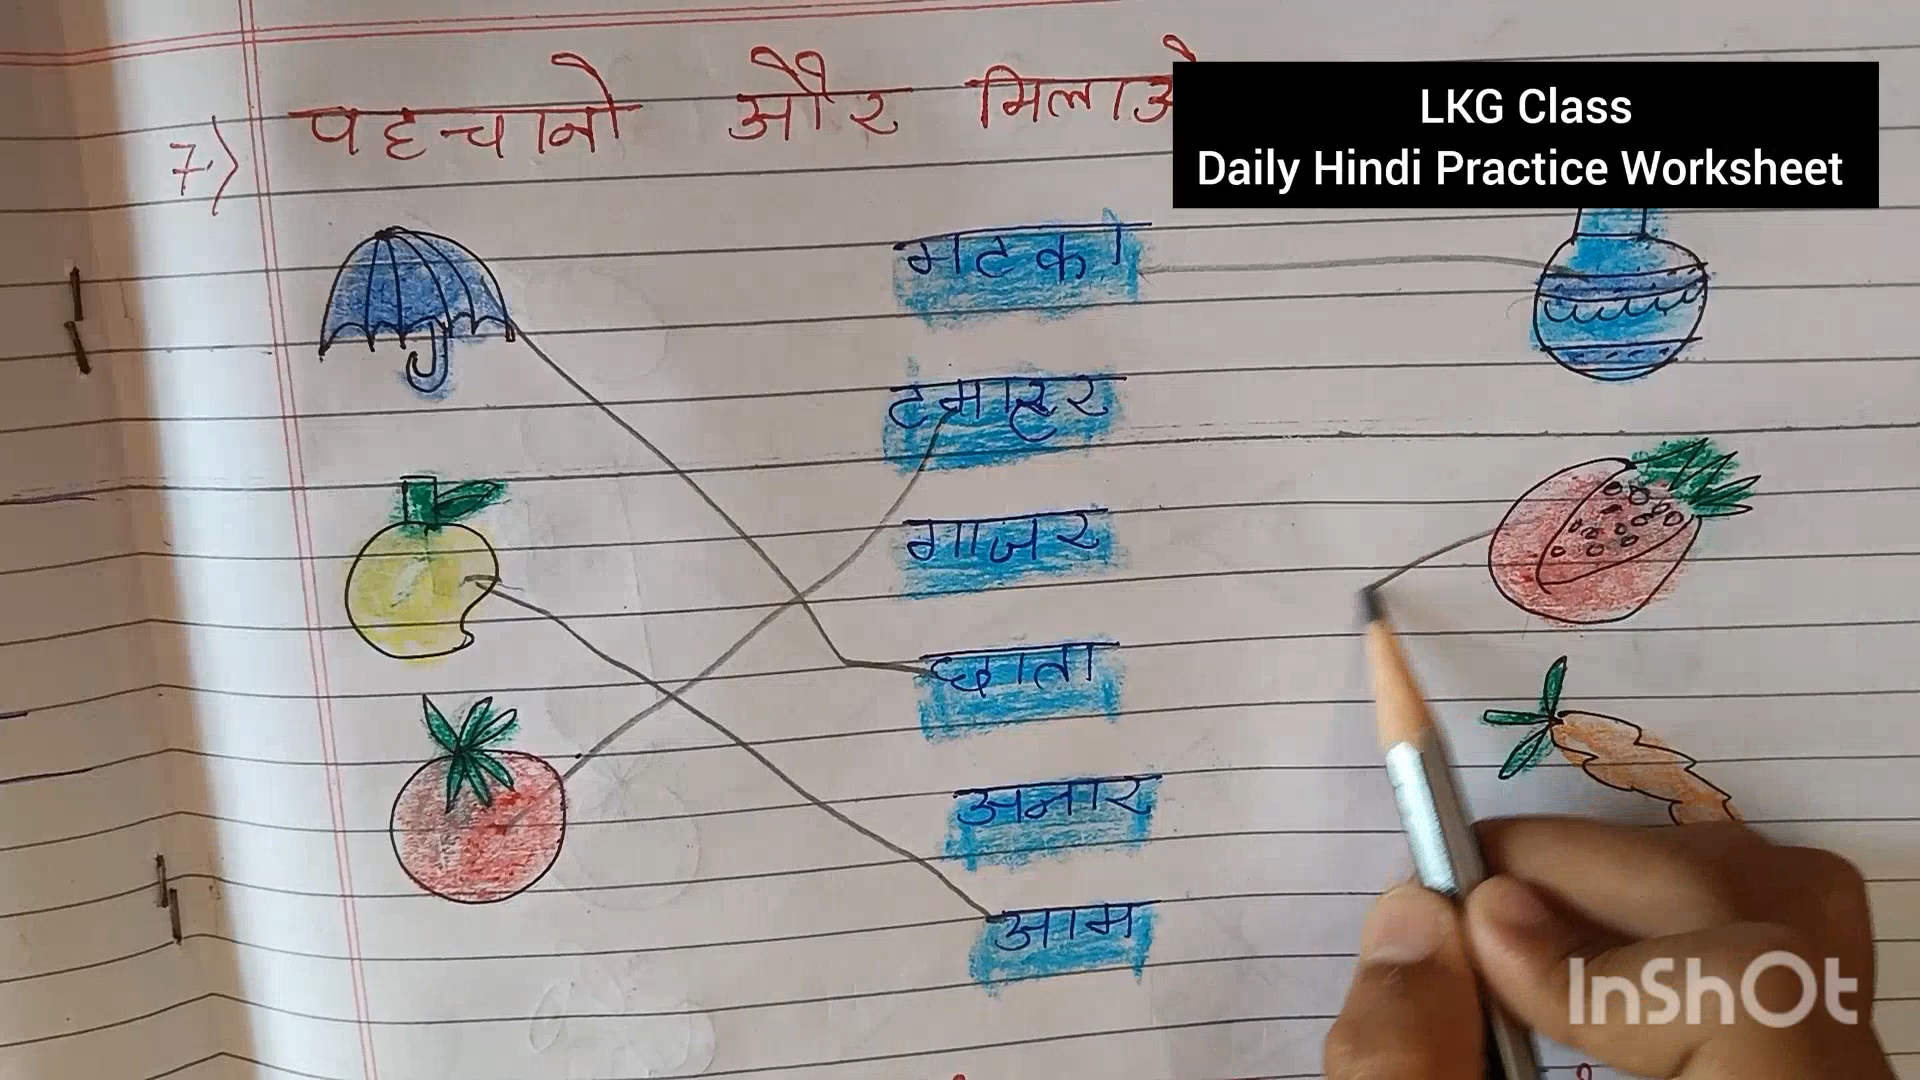 LKG Class
Daily Hindi Practice Worksheet
7) पहचानो और मिलाओ
मटका
टमाटर
गाजर
छाता
अनार
आम
InShOt